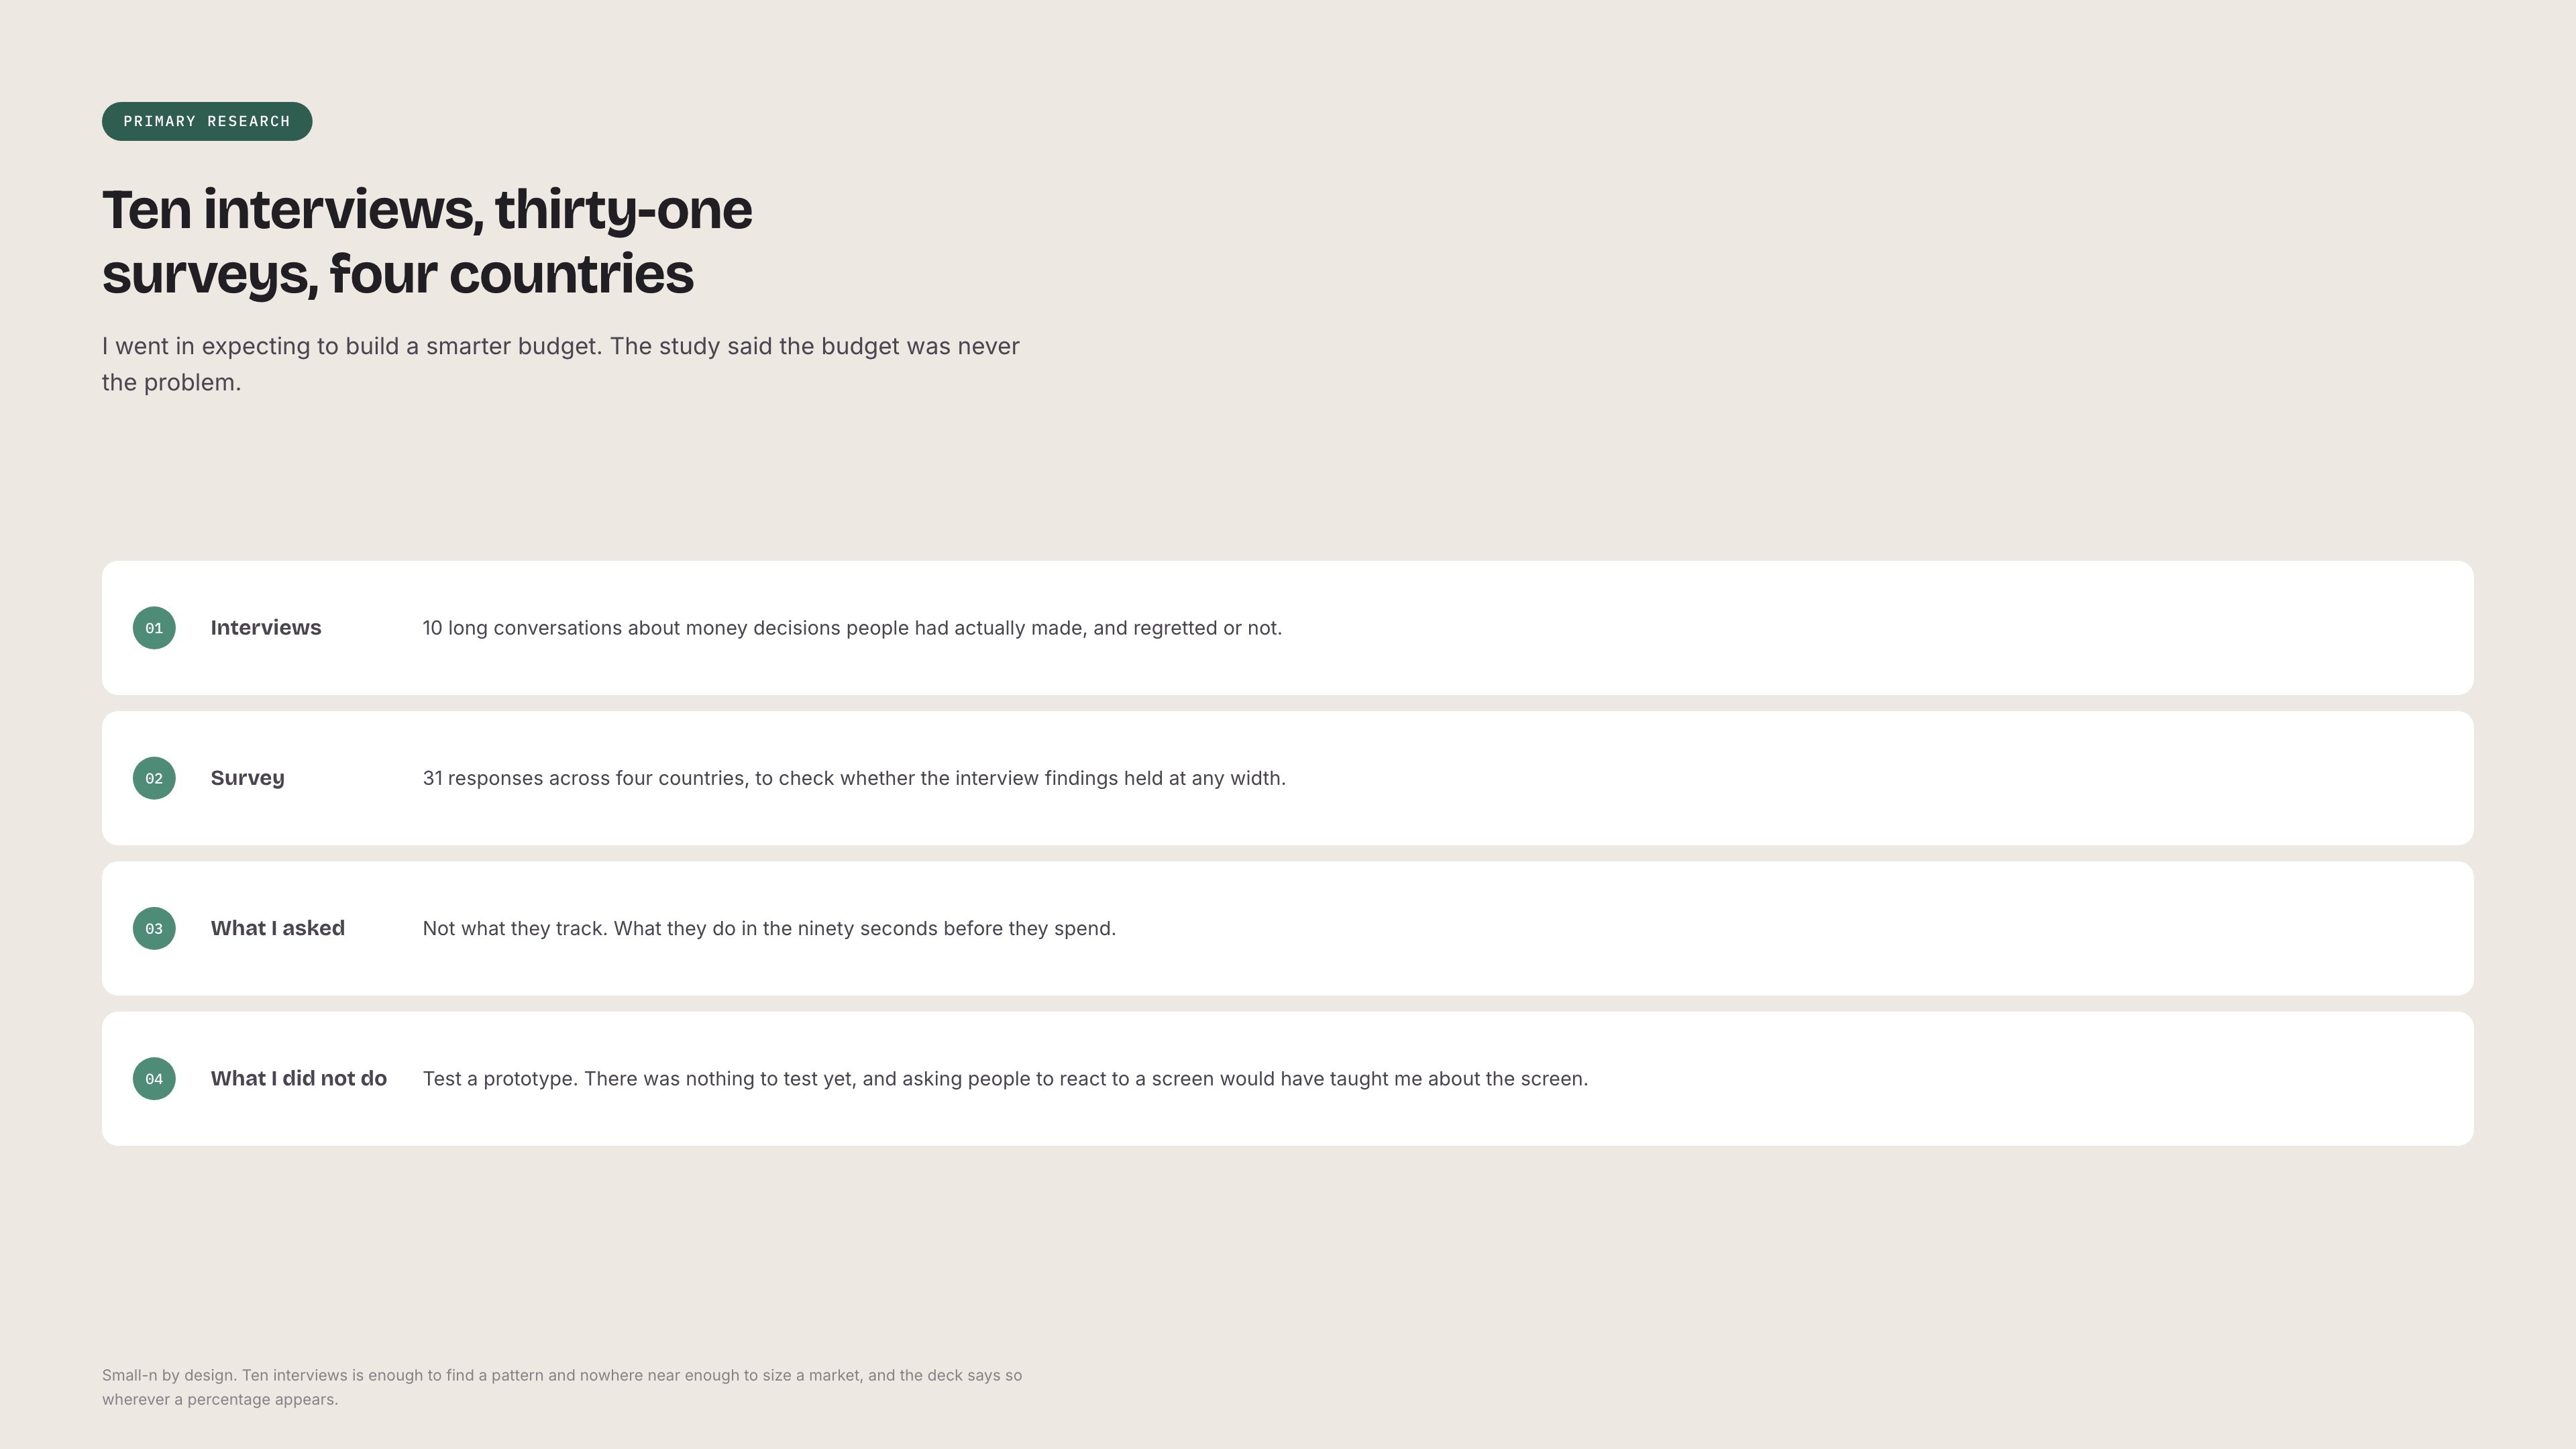 PRIMARY RESEARCH
Ten interviews, thirty-one
surveys, four countries
I went in expecting to build a smarter budget. The study said the budget was never
the problem.
01 Interviews 10 long conversations about money decisions people had actually made, and regretted or not.
02 Survey 31 responses across four countries, to check whether the interview findings held at any width.
03 What I asked Not what they track. What they do in the ninety seconds before they spend.
04 What I did not do Test a prototype. There was nothing to test yet, and asking people to react to a screen would have taught me about the screen.
Small-n by design. Ten interviews is enough to find a pattern and nowhere near enough to size a market, and the deck says so
wherever a percentage appears.